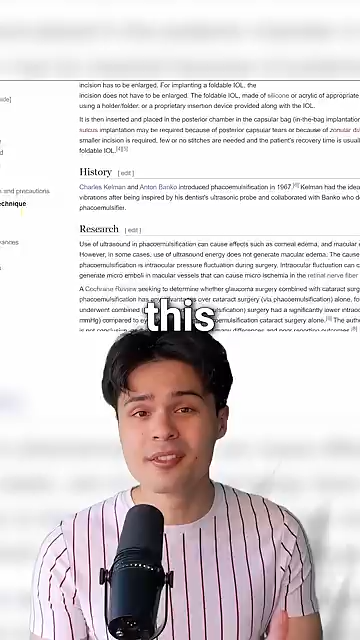 incision has to be enlarged. For implanting a foldable IOL, the
incision does not have to be enlarged. The foldable IOL, made of silicone or acrylic of appropriate
using a holder/folder, or a proprietary insertion device provided along with the IOL.
It is then inserted and placed in the posterior chamber in the capsular bag (in-the-bag implantation
sulcus implantation may be required because of posterior capsular tears or because of zonular
smaller incision is required, few or no stitches are needed and the patient's recovery time is usual
foldable IOL.[4][5]
and precautions
technique
History [edit]
Charles Kelman and Anton Banko introduced phacoemulsification in 1967.[6] Kelman had the idea
vibrations after being inspired by his dentist's ultrasonic probe and collaborated with Banko who
phacoemulsifier.
Research [edit]
Use of ultrasound in phacoemulsification can cause effects such as corneal edema, and macular
However, in some cases, use of ultrasound energy does not generate macular edema. The cause
phacoemulsification is intraocular pressure fluctuation during surgery. Intraocular fluctuation can
generate micro emboli in macular vessels that can cause micro ischemia in the retinal nerve fiber
A Cochrane Review seeking to determine whether glaucoma surgery combined with cataract surg
phacoemulsification has advantages over cataract surgery (via phacoemulsification) alone, fo
underwent combined surgery had a significantly lower intrao
mmHg) compared to emulsification cataract surgery alone.[8] The auth
this